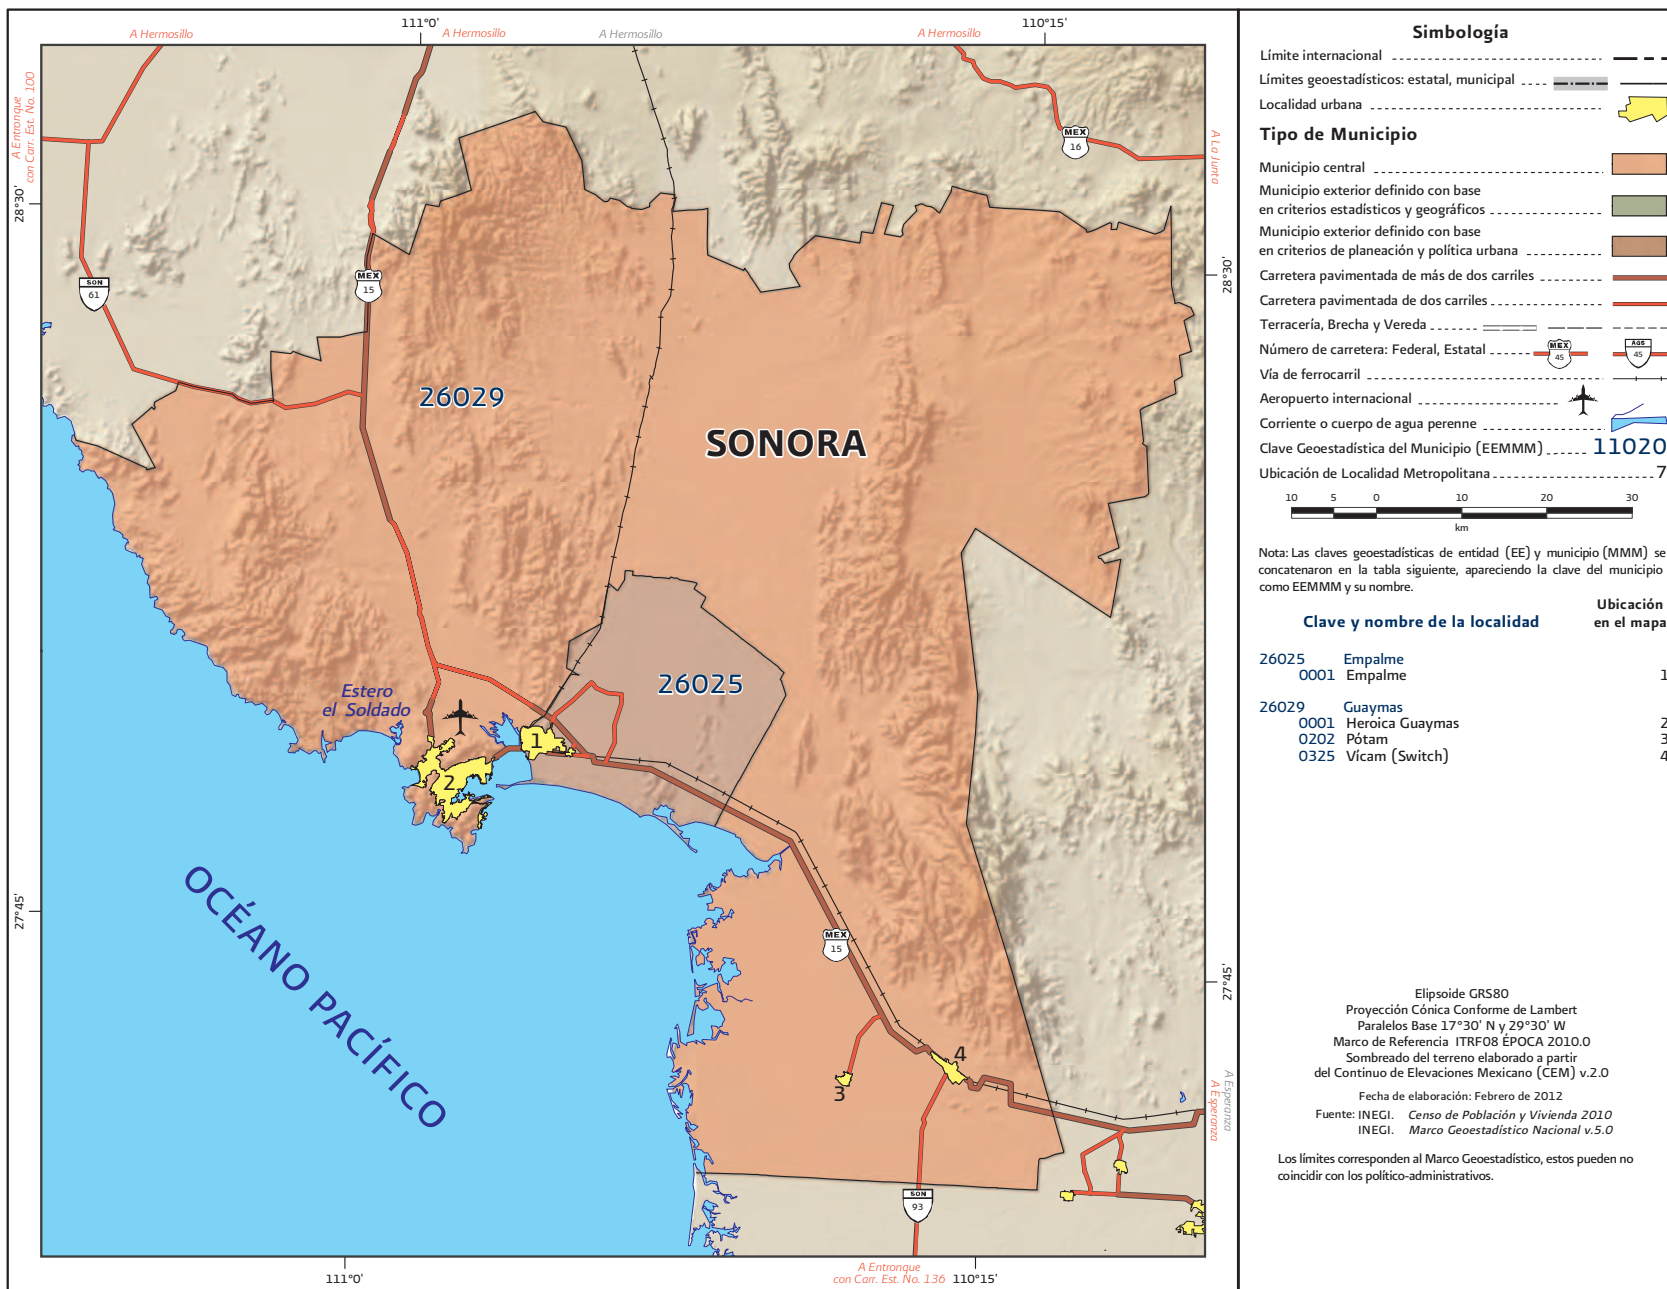 111°0'
110°15'
A Hermosillo
A Hermosillo
A Hermosillo
A Hermosillo
A Entronque
con Carr. Est. No. 100
A La Junta
28°30'
28°30'
MEX
16
SON
61
MEX
15
26029
SONORA
26025
Estero
el Soldado
1
2
OCÉANO PACÍFICO
27°45'
27°45'
MEX
15
4
3
A Esperanza
A Esperanza
SON
93
111°0'
A Entronque
con Carr. Est. No. 136
110°15'
Simbología
Límite internacional
Límites geoestadísticos: estatal, municipal
Localidad urbana
Tipo de Municipio
Municipio central
Municipio exterior definido con base
en criterios estadísticos y geográficos
Municipio exterior definido con base
en criterios de planeación y política urbana
Carretera pavimentada de más de dos carriles
Carretera pavimentada de dos carriles
Terracería, Brecha y Vereda
Número de carretera: Federal, Estatal
MEX
45
AGS
45
Vía de ferrocarril
Aeropuerto internacional
Corriente o cuerpo de agua perenne
Clave Geoestadística del Municipio (EEMMM) 11020
Ubicación de Localidad Metropolitana 7
10 5 0 10 20 30
km
Nota: Las claves geoestadísticas de entidad (EE) y municipio (MMM) se
concatenaron en la tabla siguiente, apareciendo la clave del municipio
como EEMMM y su nombre.
Clave y nombre de la localidad
Ubicación
en el mapa
26025 Empalme
0001 Empalme 1
26029 Guaymas
0001 Heroica Guaymas 2
0202 Pótam 3
0325 Vícam (Switch) 4
Elipsoide GRS80
Proyección Cónica Conforme de Lambert
Paralelos Base 17°30' N y 29°30' W
Marco de Referencia ITRF08 ÉPOCA 2010.0
Sombreado del terreno elaborado a partir
del Continuo de Elevaciones Mexicano (CEM) v.2.0
Fecha de elaboración: Febrero de 2012
Fuente: INEGI. Censo de Población y Vivienda 2010
INEGI. Marco Geoestadístico Nacional v.5.0
Los límites corresponden al Marco Geoestadístico, estos pueden no
coincidir con los político-administrativos.